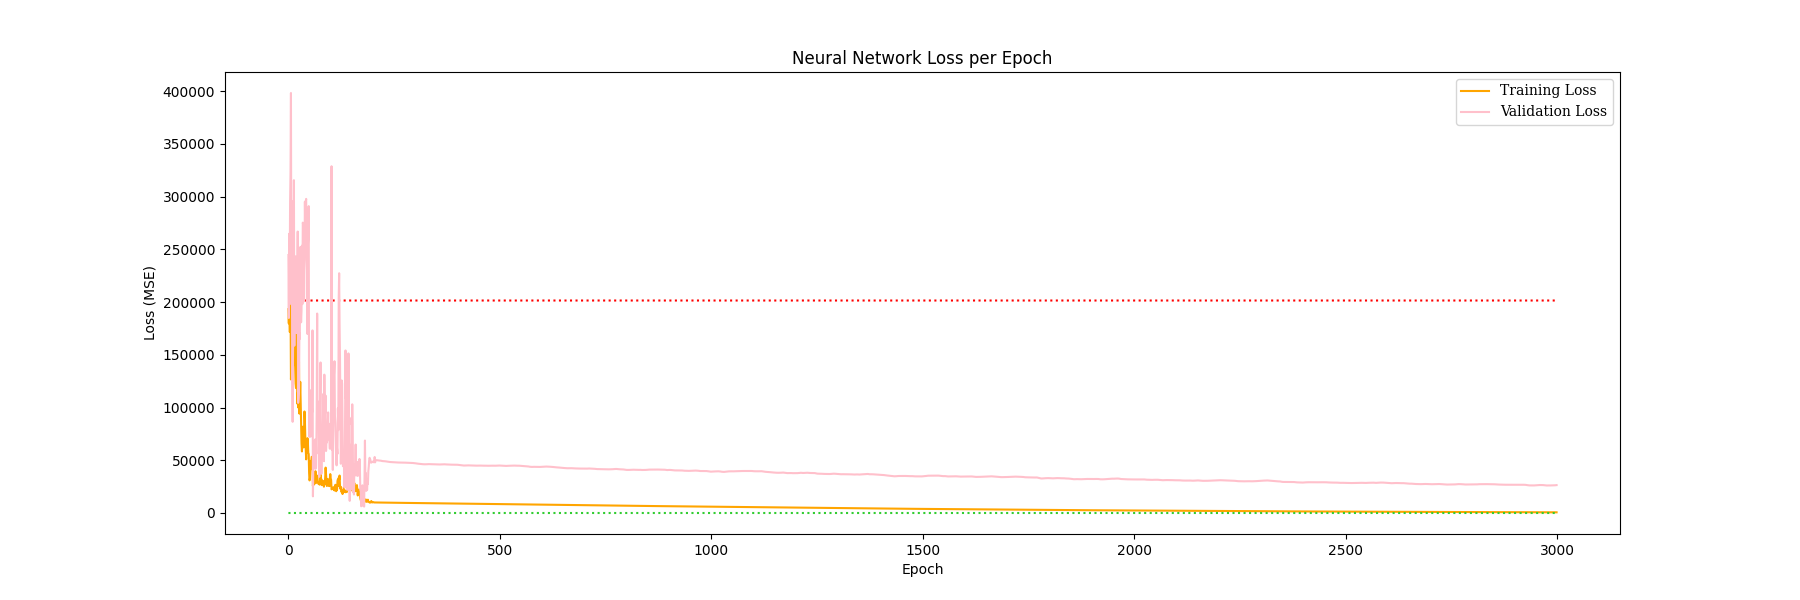 Neural Network Loss per Epoch
Training Loss
Validation Loss
400000
350000
300000
250000
200000
150000
100000
50000
0
Loss (MSE)
0 500 1000 1500 2000 2500 3000
Epoch